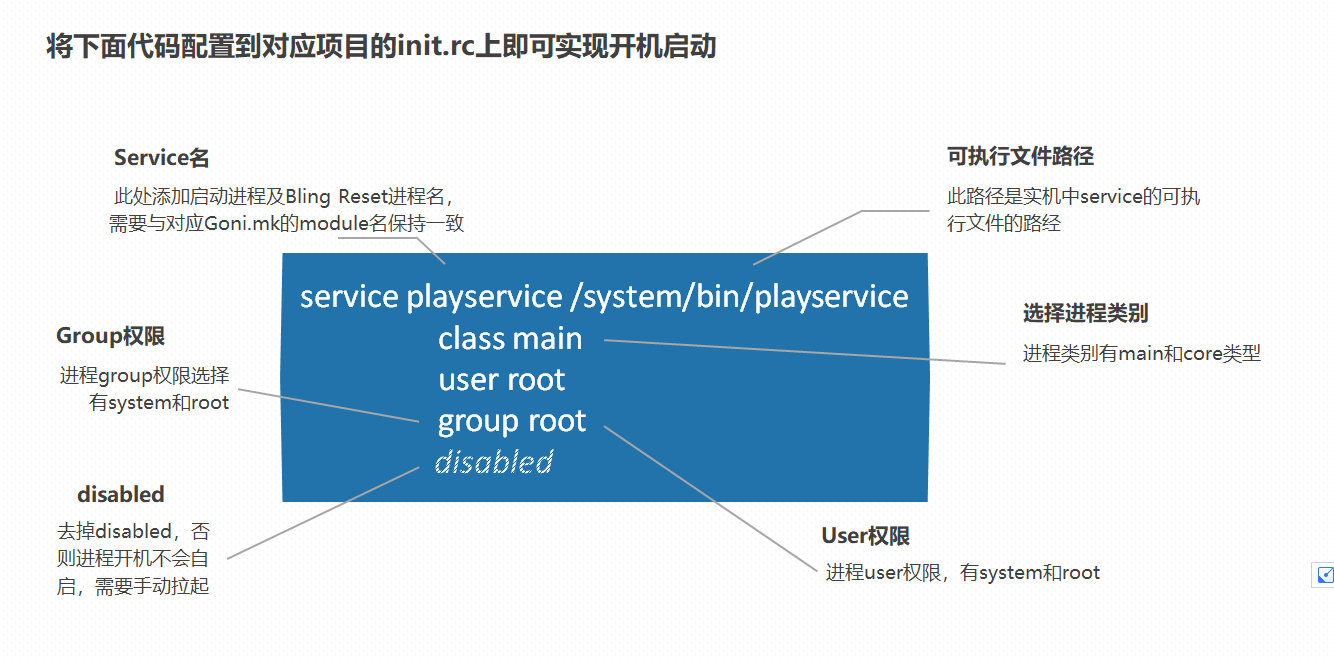 将下面代码配置到对应项目的init.rc上即可实现开机启动
Service名
此处添加启动进程及Bling Reset进程名，
需要与对应Goni.mk的module名保持一致
可执行文件路径
此路径是实机中service的可执
行文件的路经
service playservice /system/bin/playservice
class main
user root
group root
disabled
选择进程类别
进程类别有main和core类型
Group权限
进程group权限选择
有system和root
disabled
去掉disabled，否
则进程开机不会自
启，需要手动拉起
User权限
进程user权限，有system和root